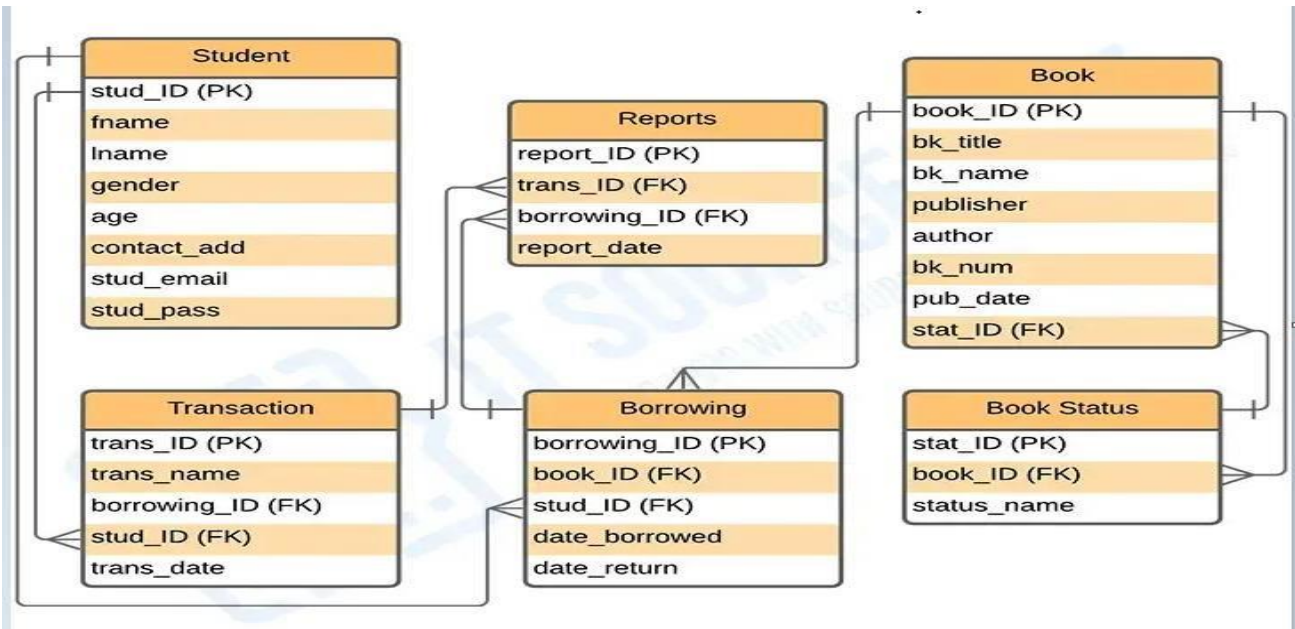 Student
stud_ID (PK)
fname
lname
gender
age
contact_add
stud_email
stud_pass
Reports
report_ID (PK)
trans_ID (FK)
borrowing_ID (FK)
report_date
Book
book_ID (PK)
bk_title
bk_name
publisher
author
bk_num
pub_date
stat_ID (FK)
Transaction
trans_ID (PK)
trans_name
borrowing_ID (FK)
stud_ID (FK)
trans_date
Borrowing
borrowing_ID (PK)
book_ID (FK)
stud_ID (FK)
date_borrowed
date_return
Book Status
stat_ID (PK)
book_ID (FK)
status_name
IT SOURCE